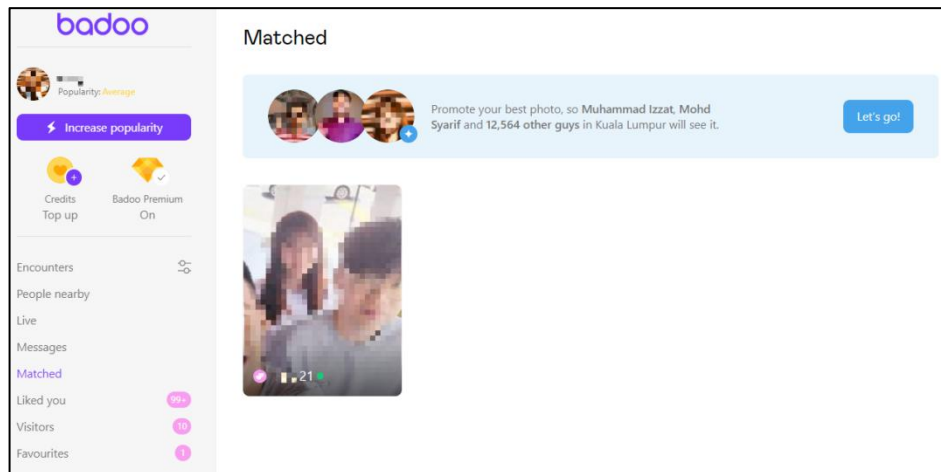 badoo
Popularity: Average
Increase popularity
Credits
Top up
Badoo Premium
On
Encounters
People nearby
Live
Messages
Matched
Liked you
99+
Visitors
10
Favourites
1
Matched
Promote your best photo, so Muhammad Izzat, Mohd
Syarif and 12,564 other guys in Kuala Lumpur will see it.
Let's go!
21